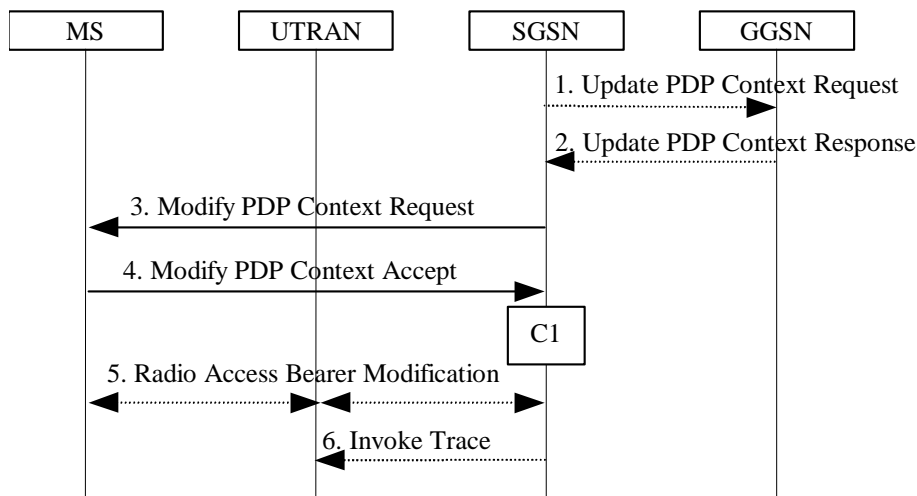 MS
UTRAN
SGSN
GGSN
1. Update PDP Context Request
2. Update PDP Context Response
3. Modify PDP Context Request
4. Modify PDP Context Accept
C1
5. Radio Access Bearer Modification
6. Invoke Trace